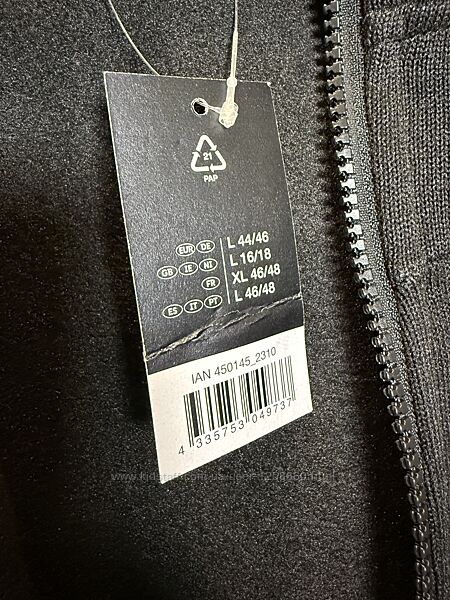 21
PAP
EUR DE L 44/46
GB IE NI L 16/18
FR XL 46/48
ES IT PT L 46/48
IAN 450145_2310
4 335753 049737